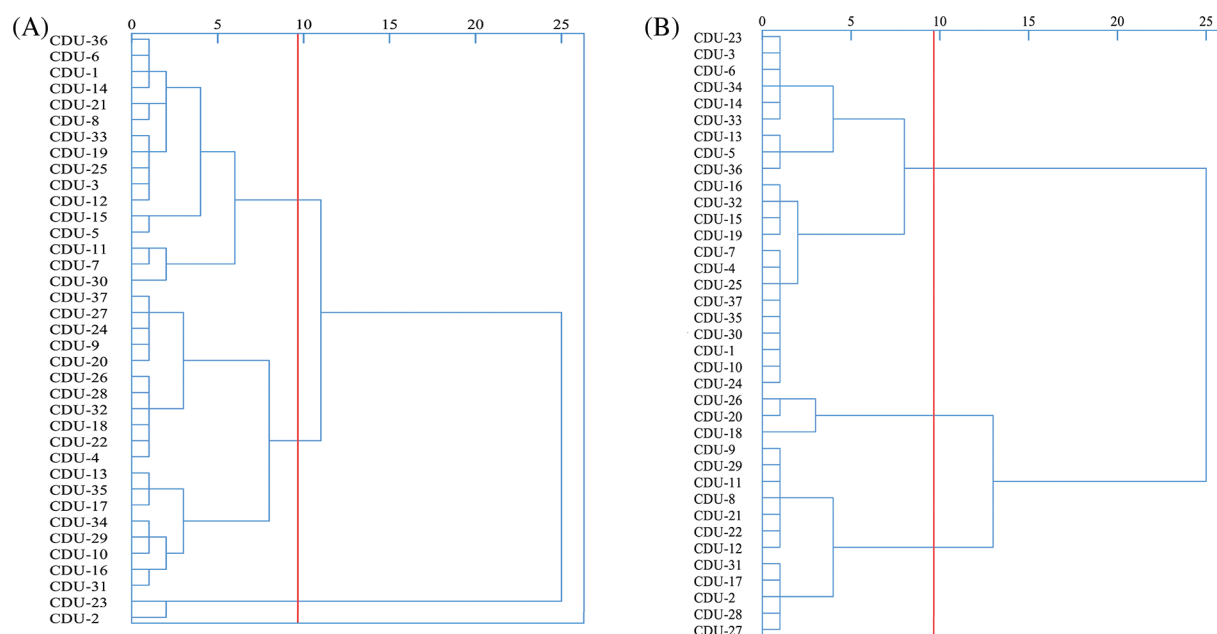 (A)
0 5 10 15 20 25
CDU-36
CDU-6
CDU-1
CDU-14
CDU-21
CDU-8
CDU-33
CDU-19
CDU-25
CDU-3
CDU-12
CDU-15
CDU-5
CDU-11
CDU-7
CDU-30
CDU-37
CDU-27
CDU-24
CDU-9
CDU-20
CDU-26
CDU-28
CDU-32
CDU-18
CDU-22
CDU-4
CDU-13
CDU-35
CDU-17
CDU-34
CDU-29
CDU-10
CDU-16
CDU-31
CDU-23
CDU-2
(B)
0 5 10 15 20 25
CDU-23
CDU-3
CDU-6
CDU-34
CDU-14
CDU-33
CDU-13
CDU-5
CDU-36
CDU-16
CDU-32
CDU-15
CDU-19
CDU-7
CDU-4
CDU-25
CDU-37
CDU-35
CDU-30
CDU-1
CDU-10
CDU-24
CDU-26
CDU-20
CDU-18
CDU-9
CDU-29
CDU-11
CDU-8
CDU-21
CDU-22
CDU-12
CDU-31
CDU-17
CDU-2
CDU-28
CDU-27